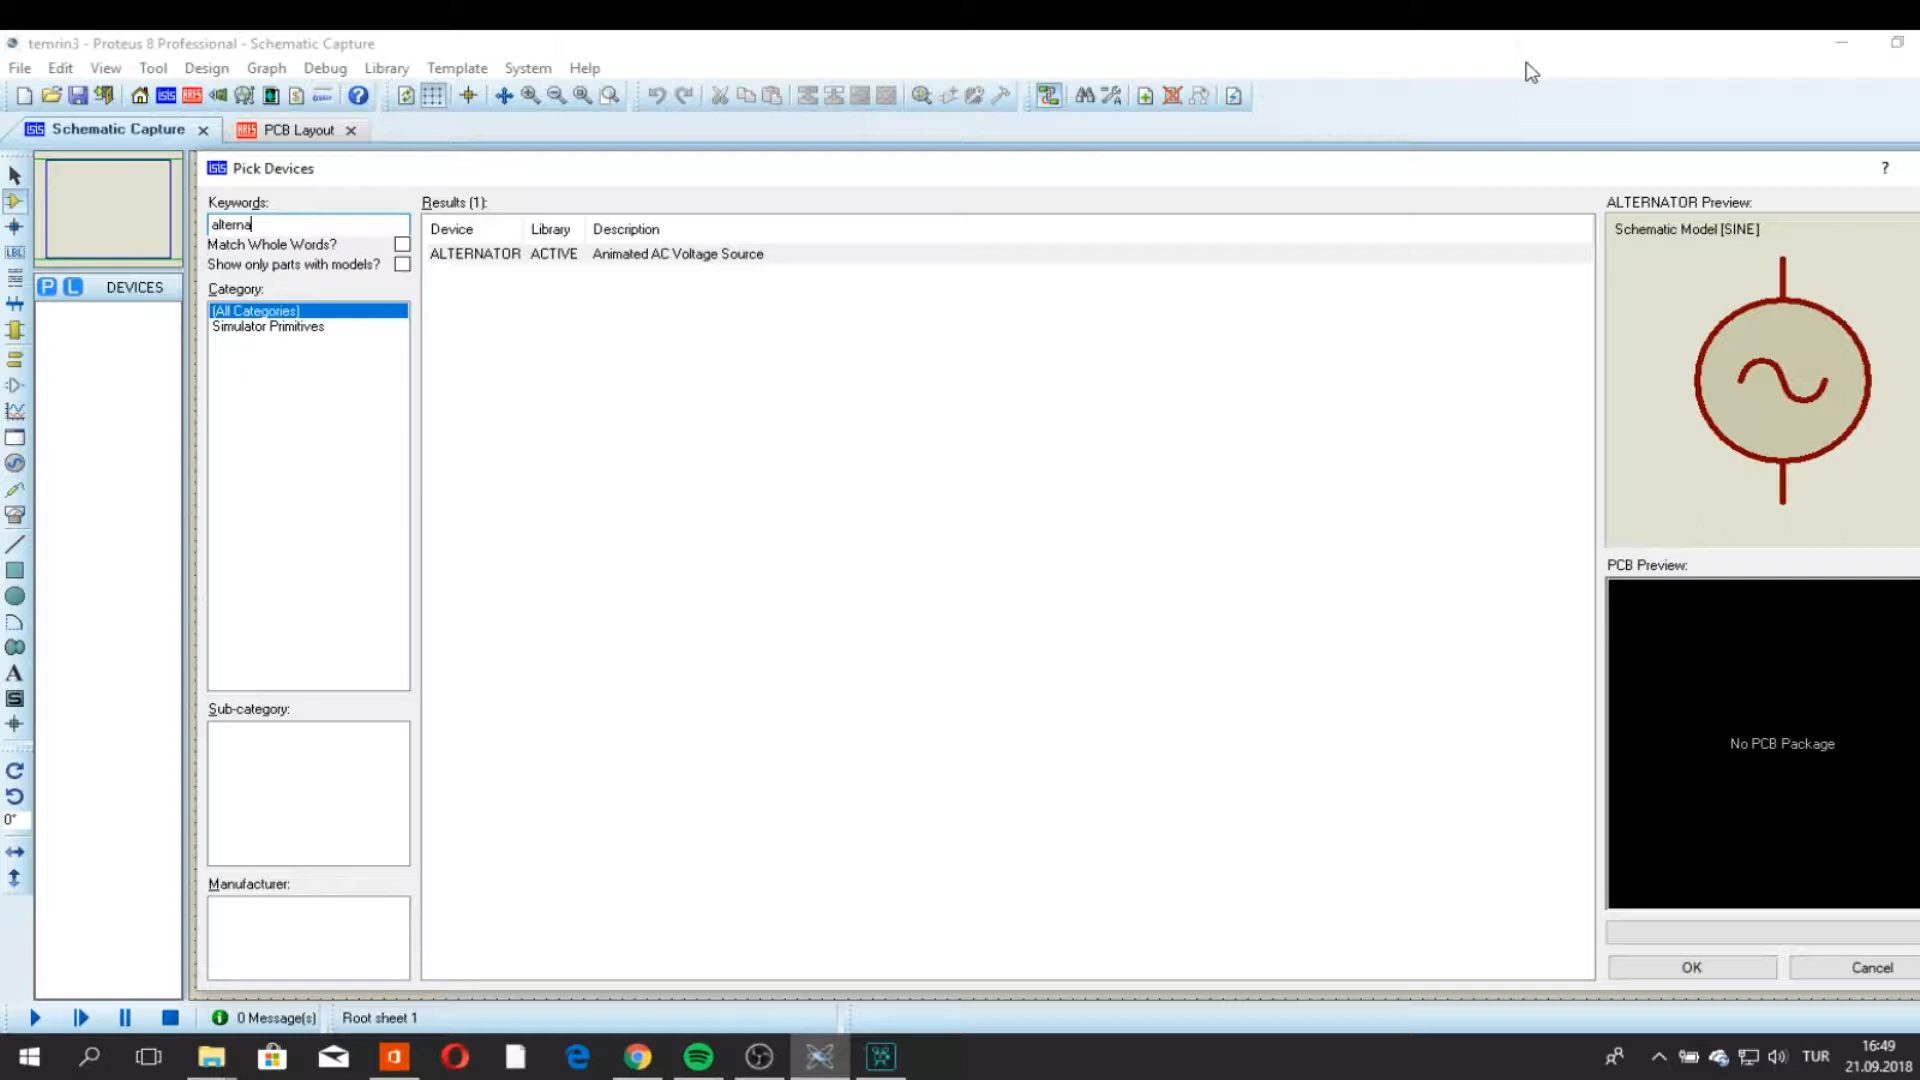 temrin3 - Proteus 8 Professional - Schematic Capture
File Edit View Tool Design Graph Debug Library Template System Help
Schematic Capture
PCB Layout
Pick Devices
Keywords:
Results (1):
ALTERNATOR Preview:
alterna
Device Library Description
Schematic Model [SINE]
Match Whole Words?
ALTERNATOR ACTIVE Animated AC Voltage Source
Show only parts with models?
P L DEVICES
Category:
(All Categories)
Simulator Primitives
PCB Preview:
Sub-category:
No PCB Package
0°
Manufacturer:
OK Cancel
0 Message(s) Root sheet 1
TUR
16:49
21.09.2018